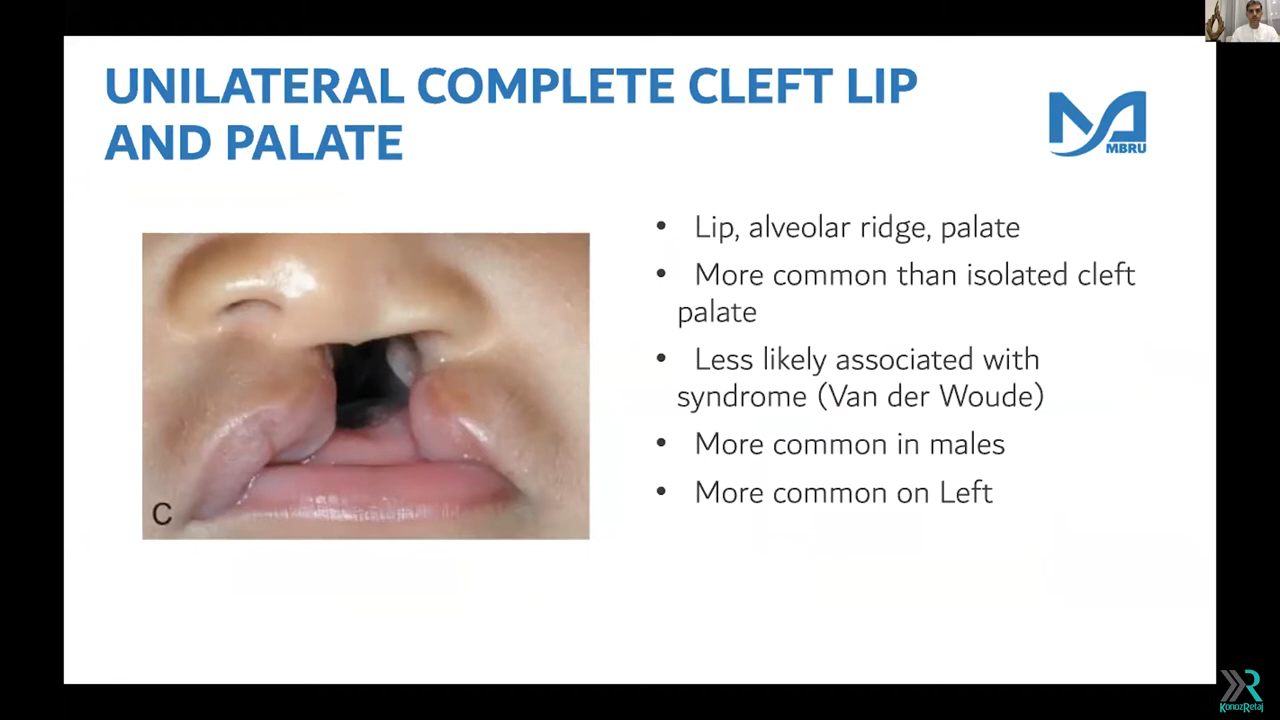 UNILATERAL COMPLETE CLEFT LIP
AND PALATE
MBRU
• Lip, alveolar ridge, palate
• More common than isolated cleft
palate
• Less likely associated with
syndrome (Van der Woude)
• More common in males
• More common on Left
C
KonozRetaj